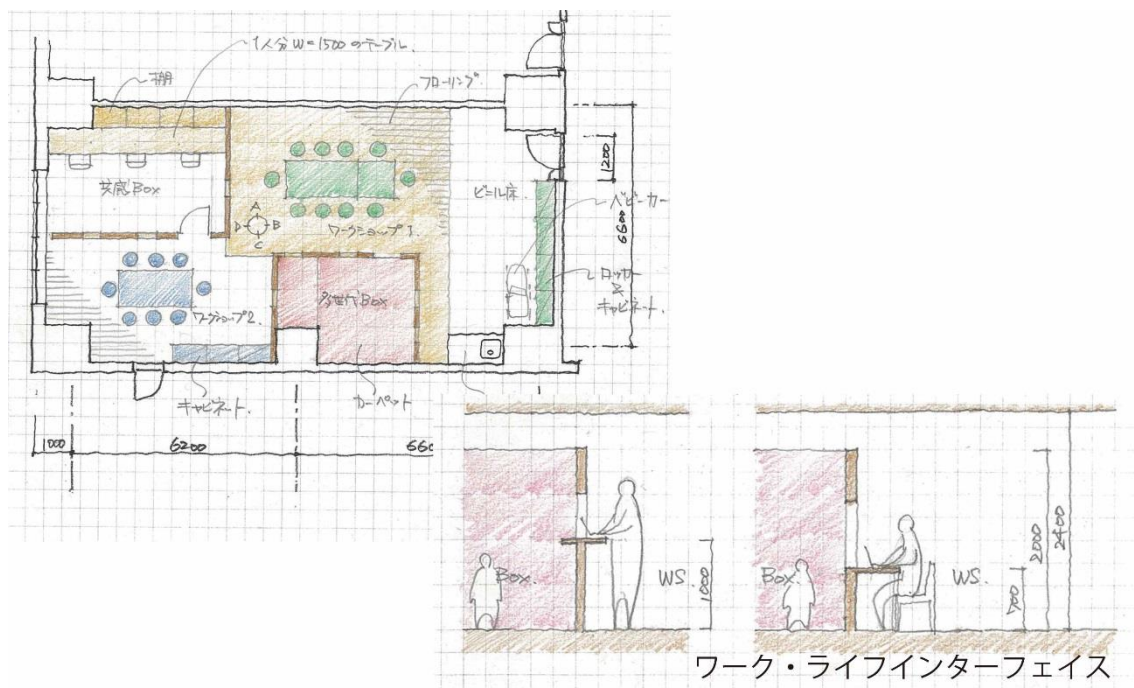 1人分 W=1500 のテーブル.
棚
フローリング.
共感Box
ビニル床.
ワークショップ1.
A
B
C
D
1200
6600
ベビーカー
ロッカー
&
キャビネット.
多世代Box.
ワークショップ2.
キャビネット.
カーペット
1000
6200
660
Box.
WS.
1000
Box.
WS.
700
2000
2400
ワーク・ライフインターフェイス